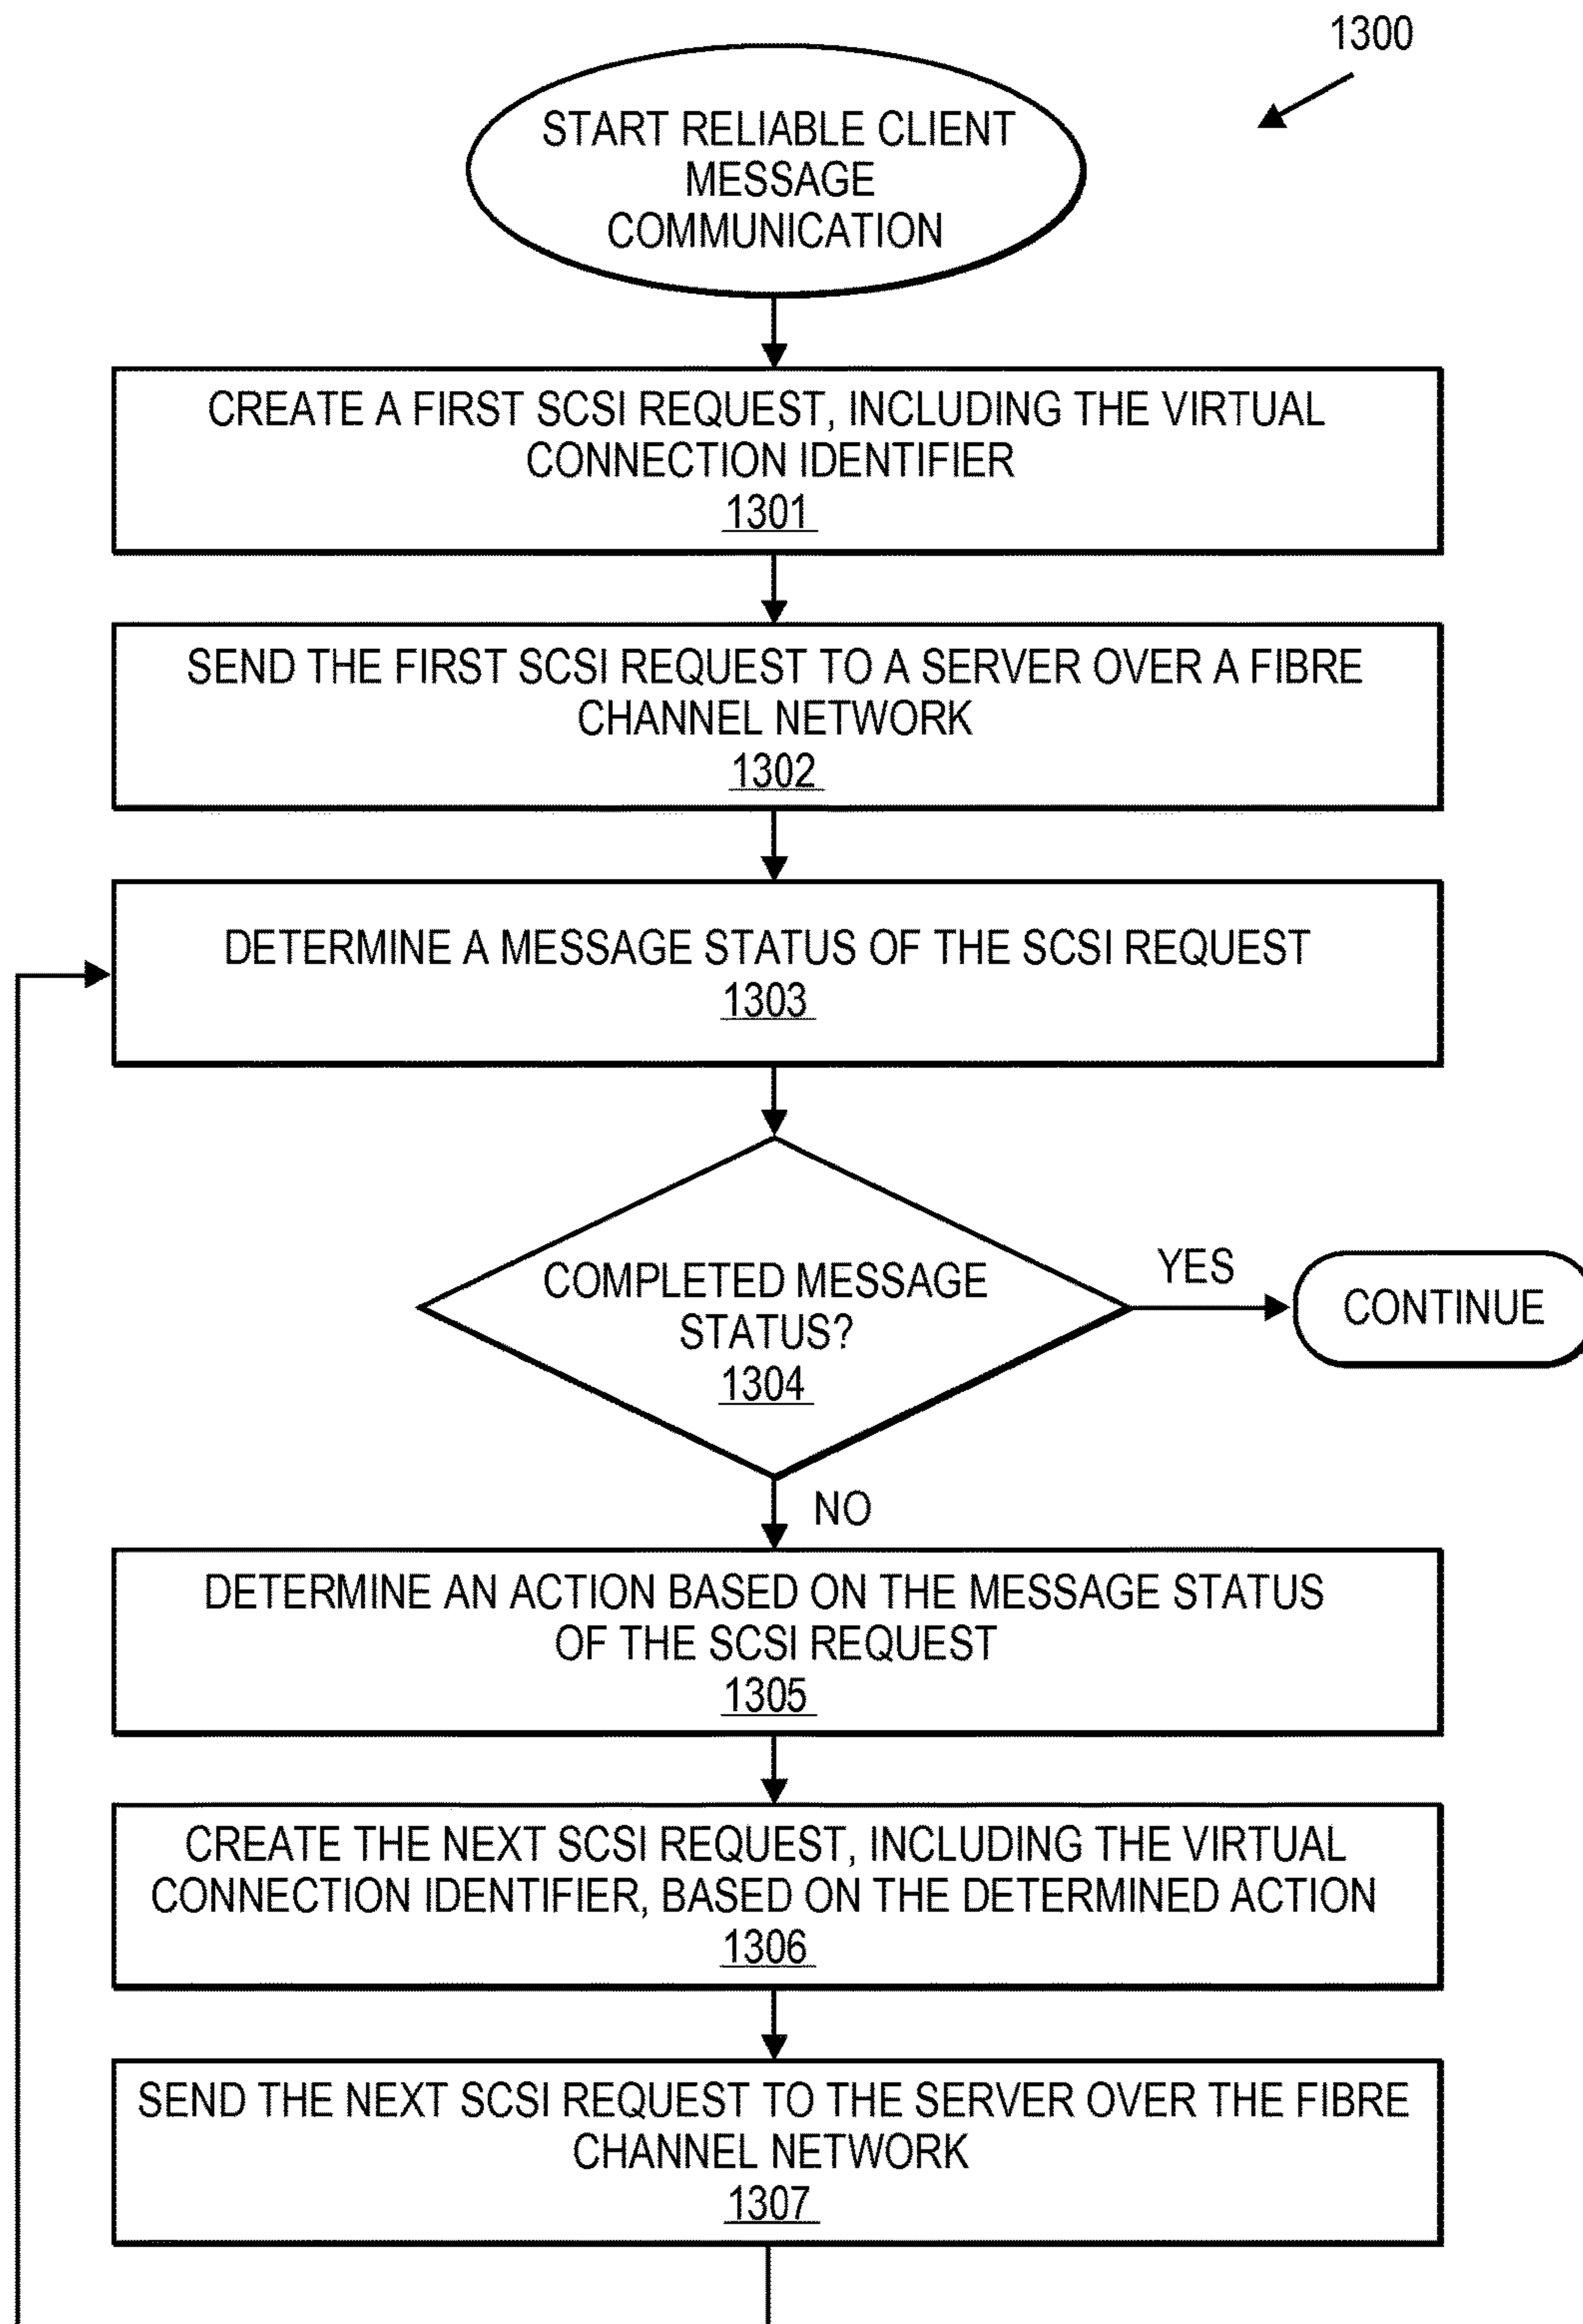 1300
START RELIABLE CLIENT
MESSAGE
COMMUNICATION
CREATE A FIRST SCSI REQUEST, INCLUDING THE VIRTUAL
CONNECTION IDENTIFIER
1301
SEND THE FIRST SCSI REQUEST TO A SERVER OVER A FIBRE
CHANNEL NETWORK
1302
DETERMINE A MESSAGE STATUS OF THE SCSI REQUEST
1303
COMPLETED MESSAGE
STATUS?
1304
YES
CONTINUE
NO
DETERMINE AN ACTION BASED ON THE MESSAGE STATUS
OF THE SCSI REQUEST
1305
CREATE THE NEXT SCSI REQUEST, INCLUDING THE VIRTUAL
CONNECTION IDENTIFIER, BASED ON THE DETERMINED ACTION
1306
SEND THE NEXT SCSI REQUEST TO THE SERVER OVER THE FIBRE
CHANNEL NETWORK
1307